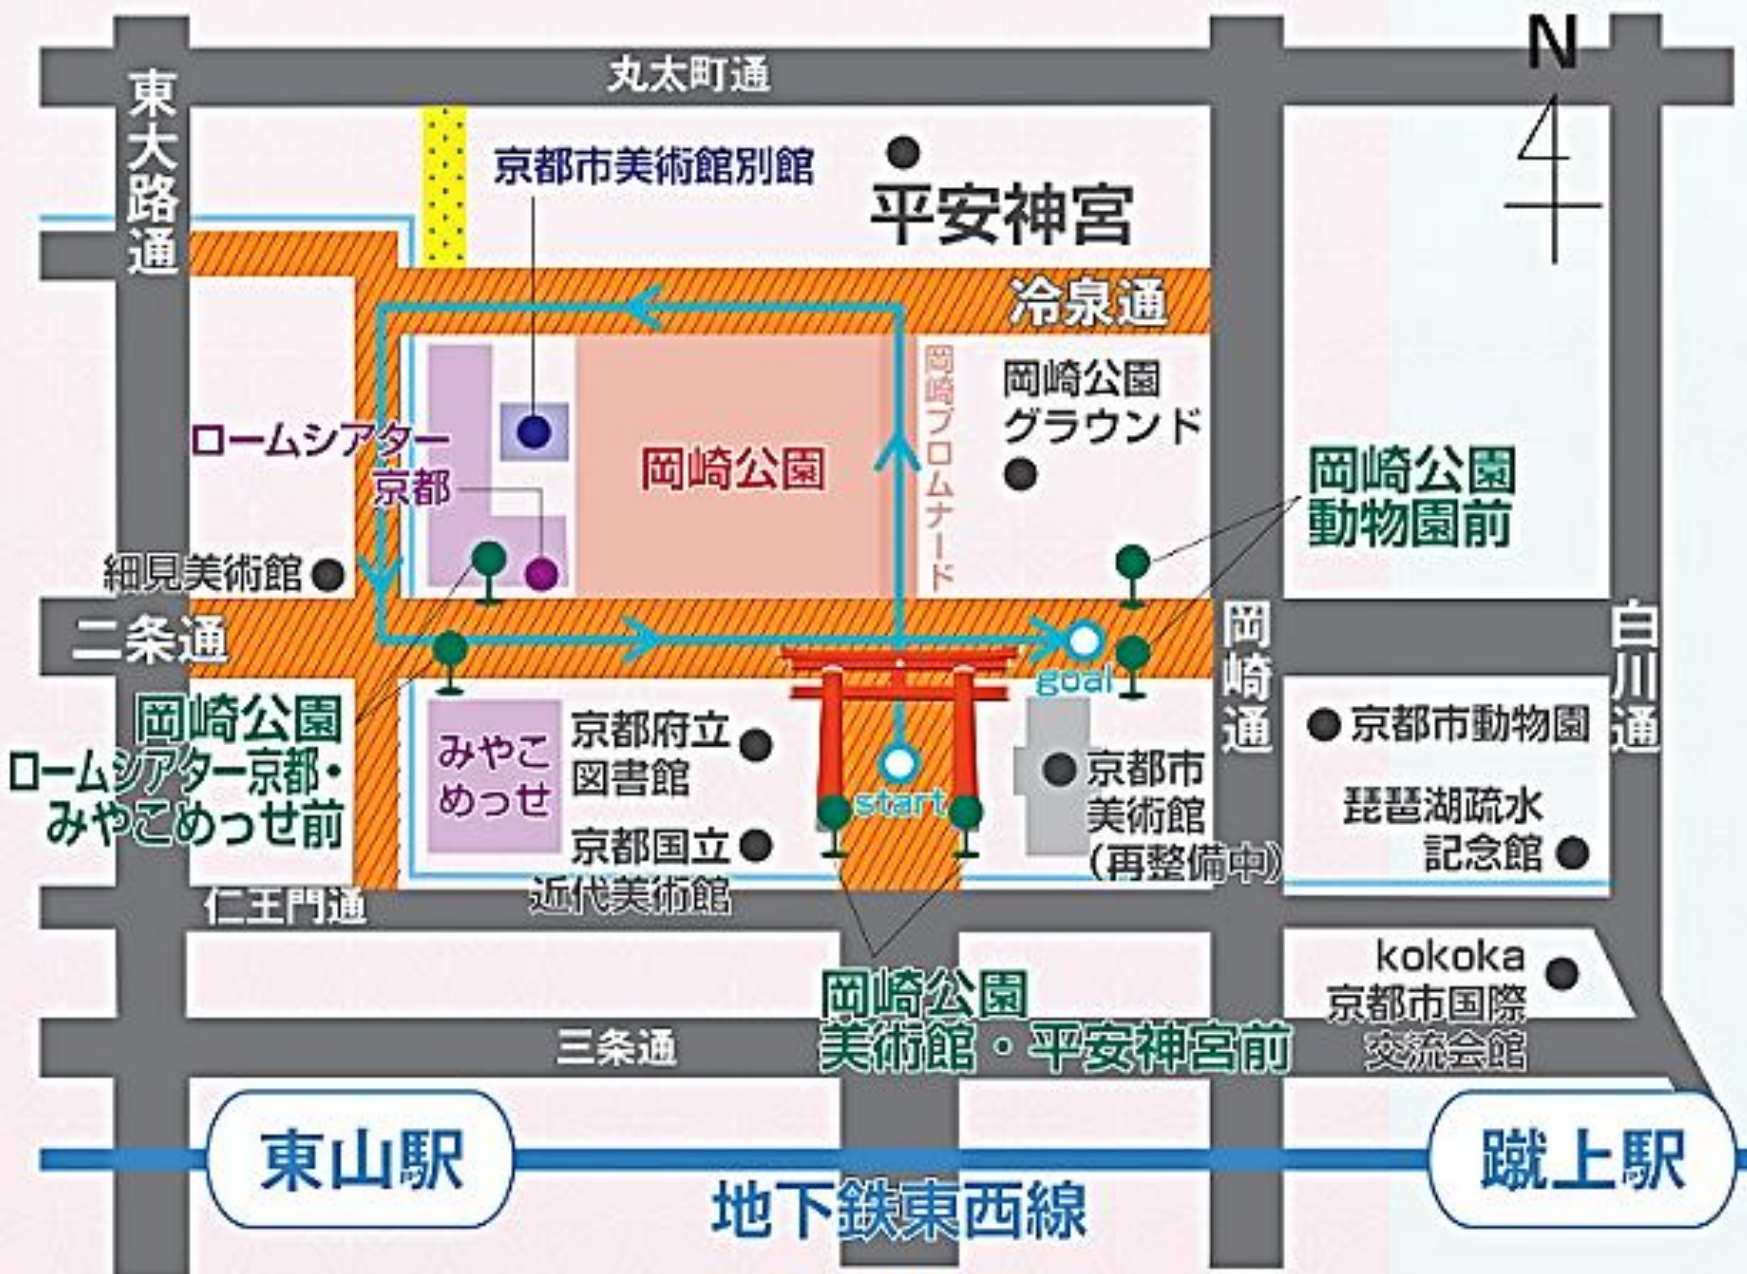 N
丸太町通
東大路通
京都市美術館別館
平安神宮
冷泉通
岡崎プロムナード
岡崎公園
グラウンド
ロームシアター
京都
岡崎公園
岡崎公園
動物園前
細見美術館
二条通
岡崎通
白川通
goal
岡崎公園
ロームシアター京都・
みやこめっせ前
みやこ
めっせ
京都府立
図書館
京都国立
近代美術館
start
京都市
美術館
(再整備中)
京都市動物園
琵琶湖疏水
記念館
仁王門通
岡崎公園
美術館・平安神宮前
kokoka
京都市国際
交流会館
三条通
東山駅
地下鉄東西線
蹴上駅